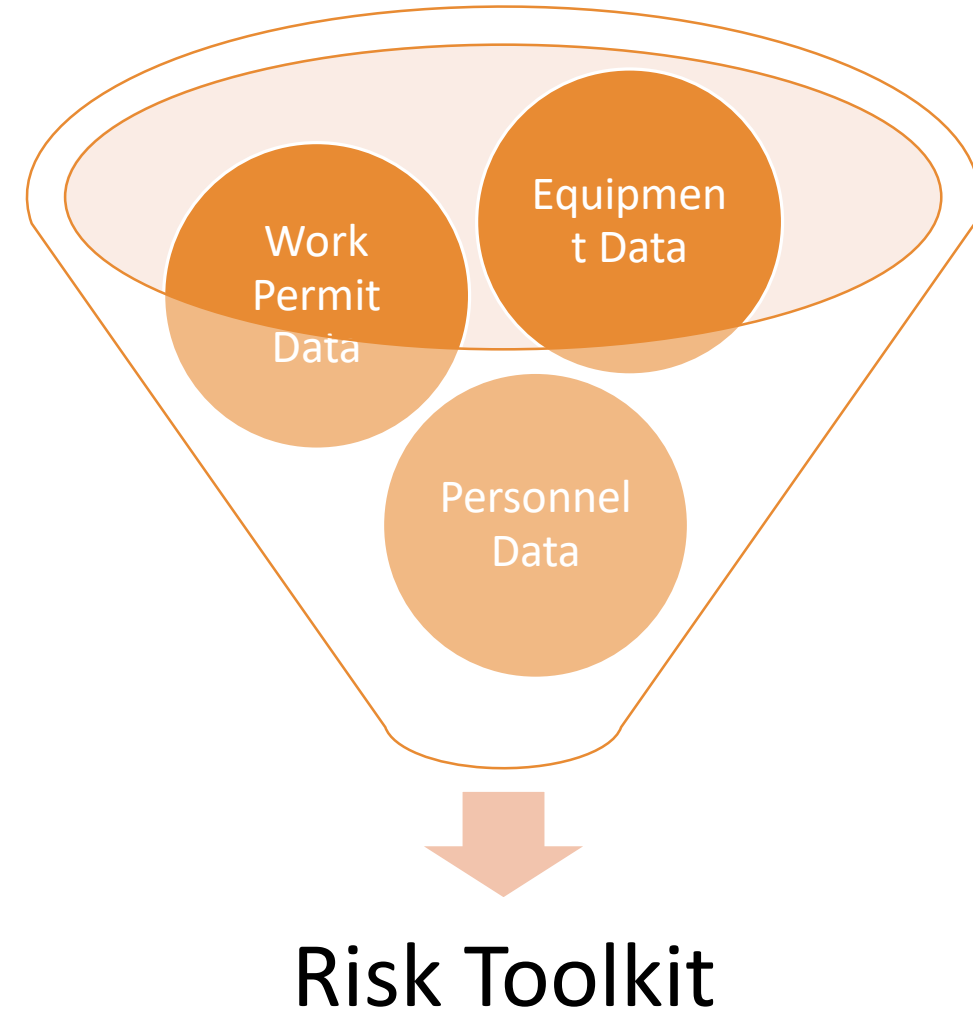 Work
Permit
Data
Equipmen
t Data
Personnel
Data
Risk Toolkit